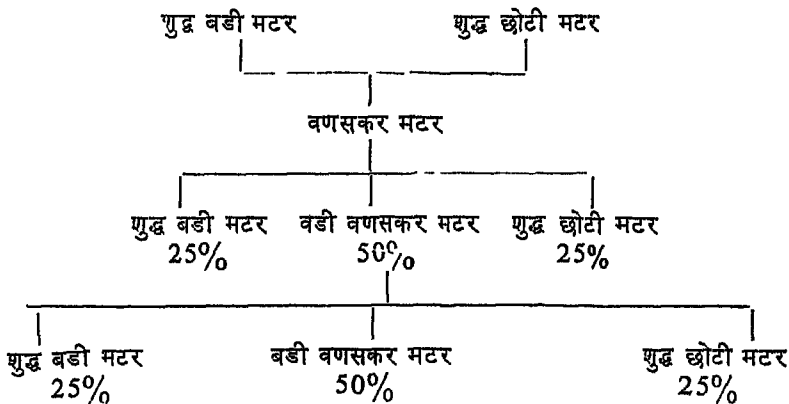 शुद्व बडी मटर शुद्ध छोटी मटर
वणसकर मटर
शुद्ध बडी मटर वडी वणसकर मटर शुद्ध छोटी मटर
25% 50% 25%
शुद्ध बडी मटर बडी वणसकर मटर शुद्ध छोटी मटर
25% 50% 25%